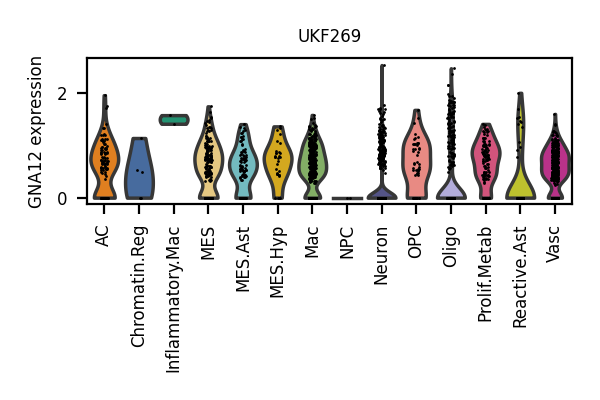 UKF269
GNA12 expression
2
0
AC
Chromatin.Reg
Inflammatory.Mac
MES
MES.Ast
MES.Hyp
Mac
NPC
Neuron
OPC
Oligo
Prolif.Metab
Reactive.Ast
Vasc